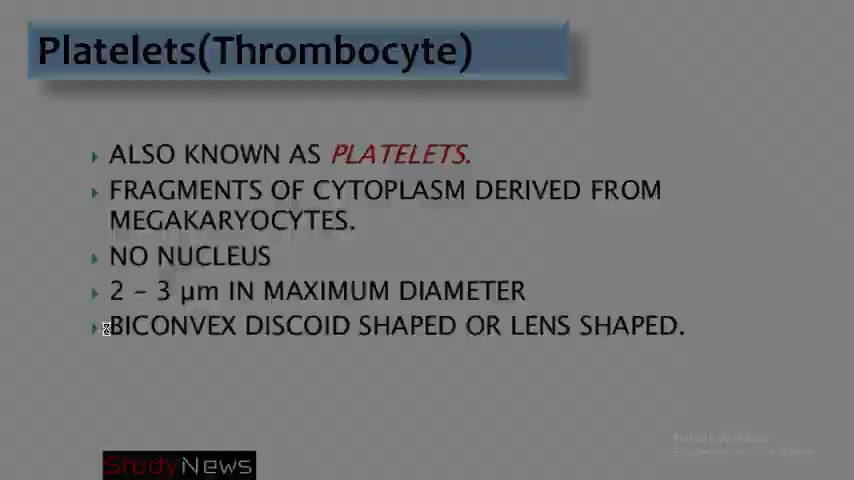 Platelets(Thrombocyte)
ALSO KNOWN AS PLATELETS.
FRAGMENTS OF CYTOPLASM DERIVED FROM
MEGAKARYOCYTES.
NO NUCLEUS
2 – 3 µm IN MAXIMUM DIAMETER
BICONVEX DISCOID SHAPED OR LENS SHAPED.
StudyNews